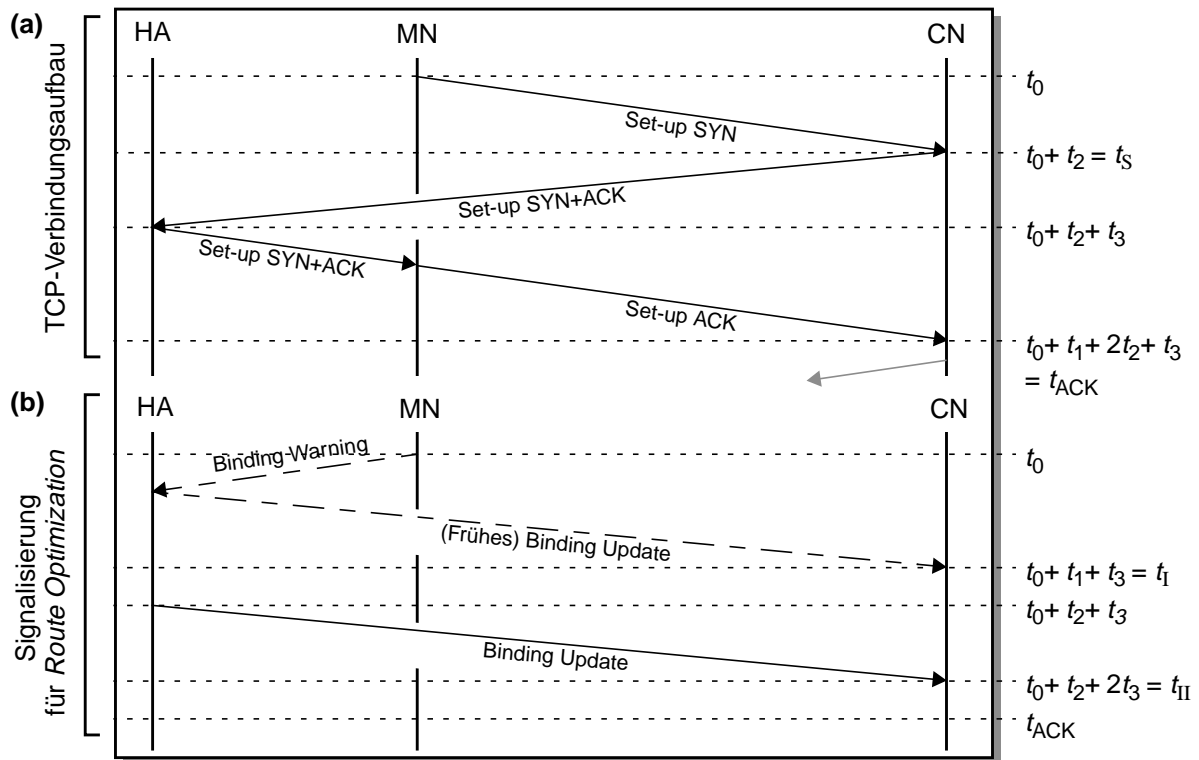 (a)
TCP-Verbindungsaufbau
HA MN CN
t0
Set-up SYN
t0+ t2 = tS
Set-up SYN+ACK
t0+ t2+ t3
Set-up SYN+ACK
Set-up ACK
t0+ t1+ 2t2+ t3
= tACK
(b)
Signalisierung
für Route Optimization
HA MN CN
Binding Warning
t0
(Frühes) Binding Update
t0+ t1+ t3 = tI
t0+ t2+ t3
Binding Update
t0+ t2+ 2t3 = tII
tACK